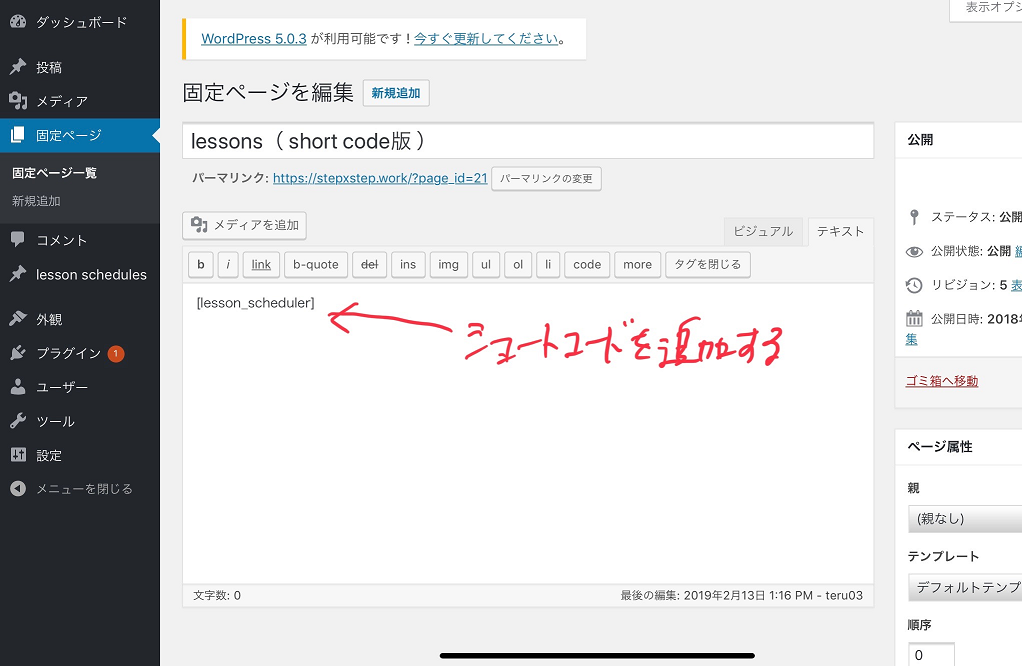 表示オプシ
ダッシュボード
投稿
メディア
固定ページ
固定ページ一覧
新規追加
コメント
lesson schedules
外観
プラグイン 1
ユーザー
ツール
設定
メニューを閉じる
WordPress 5.0.3 が利用可能です ! 今すぐ更新してください。
固定ページを編集 新規追加
lessons（ short code版 ）
パーマリンク: https://stepxstep.work/?page_id=21 パーマリンクの変更
メディアを追加
ビジュアル テキスト
b i link b-quote del ins img ul ol li code more タグを閉じる
[lesson_scheduler]
ショートコードを追加する
文字数: 0
最後の編集: 2019年2月13日 1:16 PM - teru03
公開
ステータス: 公開
公開状態: 公開 編
リビジョン: 5 表
公開日時: 2018
集
ゴミ箱へ移動
ページ属性
親
(親なし)
テンプレート
デフォルトテンプ
順序
0